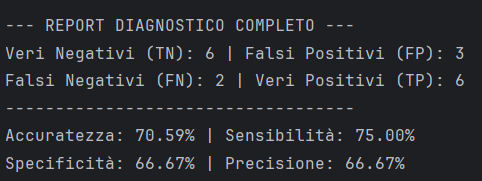 --- REPORT DIAGNOSTICO COMPLETO ---
Veri Negativi (TN): 6 | Falsi Positivi (FP): 3
Falsi Negativi (FN): 2 | Veri Positivi (TP): 6
-----------------------------------
Accuratezza: 70.59% | Sensibilità: 75.00%
Specificità: 66.67% | Precisione: 66.67%